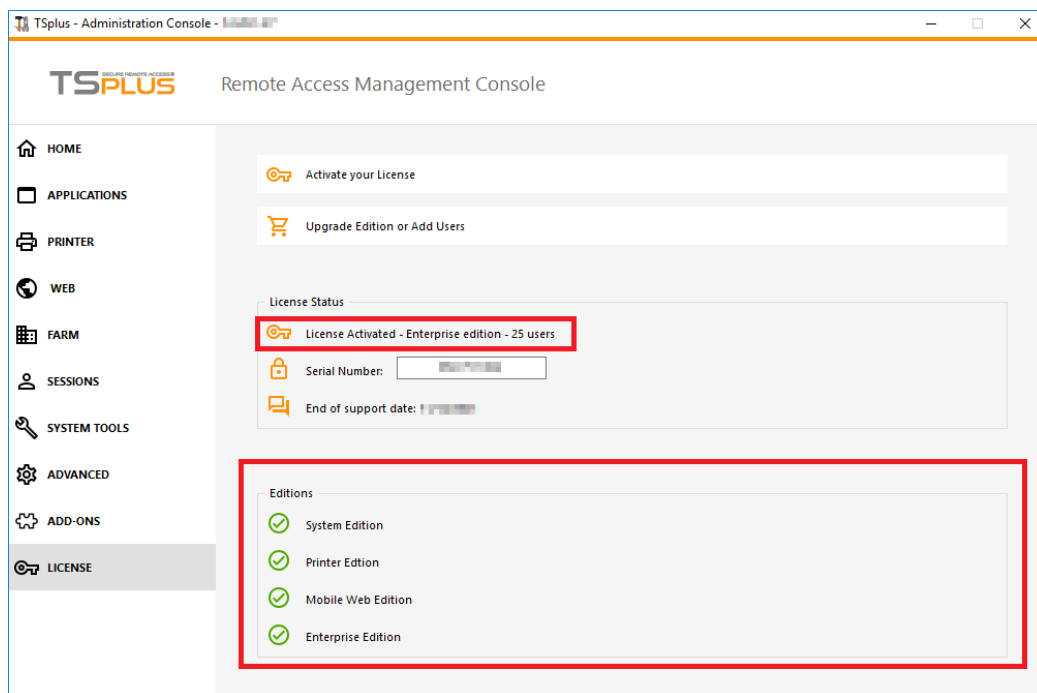 TSplus - Administration Console -
TSPLUS
SECURE REMOTE ACCESS
Remote Access Management Console
HOME
APPLICATIONS
PRINTER
WEB
FARM
SESSIONS
SYSTEM TOOLS
ADVANCED
ADD-ONS
LICENSE
Activate your License
Upgrade Edition or Add Users
License Status
License Activated - Enterprise edition - 25 users
Serial Number:
End of support date:
Editions
System Edition
Printer Edtion
Mobile Web Edition
Enterprise Edition